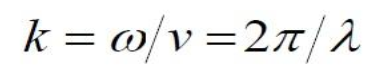 k = ω/v = 2π/λ